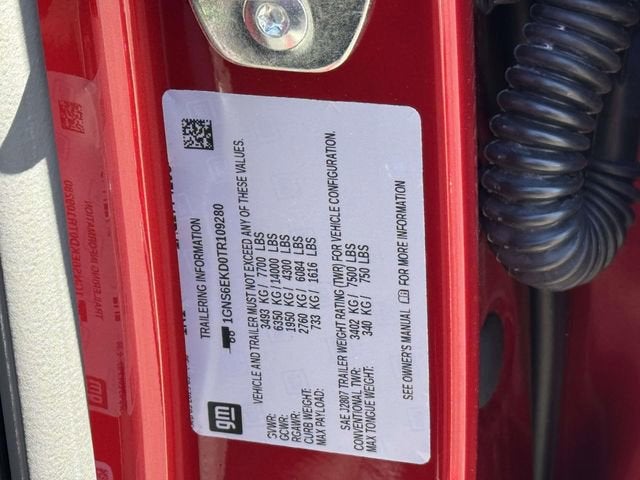 gm
TRAILERING INFORMATION
1GNS6EKD0TR109280
VEHICLE AND TRAILER MUST NOT EXCEED ANY OF THESE VALUES.
GVWR: 3493 KG / 7700 LBS
GCWR: 6350 KG / 14000 LBS
RGAWR: 1950 KG / 4300 LBS
CURB WEIGHT: 2760 KG / 6084 LBS
MAX PAYLOAD: 733 KG / 1616 LBS
SAE J2807 TRAILER WEIGHT RATING (TWR) FOR VEHICLE CONFIGURATION.
CONVENTIONAL TWR: 3402 KG / 7500 LBS
MAX TONGUE WEIGHT: 340 KG / 750 LBS
SEE OWNER'S MANUAL FOR MORE INFORMATION